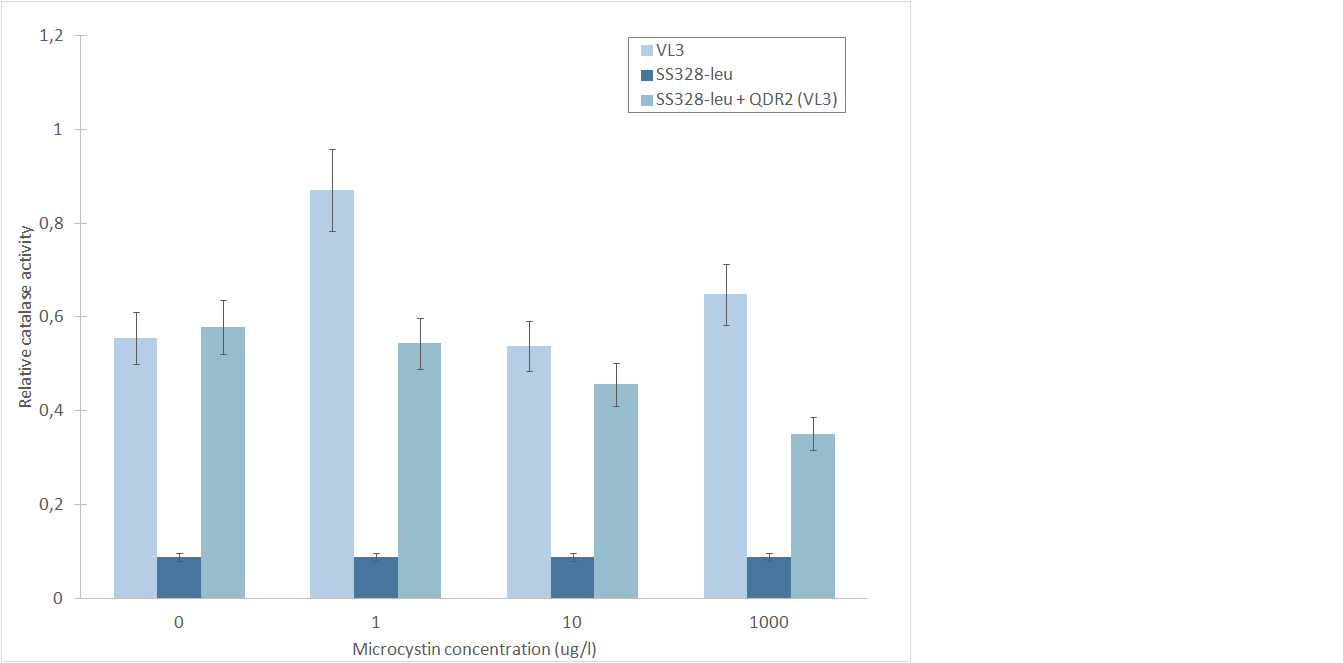 1,2
1
0,8
0,6
0,4
0,2
0
Relative catalase activity
VL3
SS328-leu
SS328-leu + QDR2 (VL3)
0 1 10 1000
Microcystin concentration (ug/l)